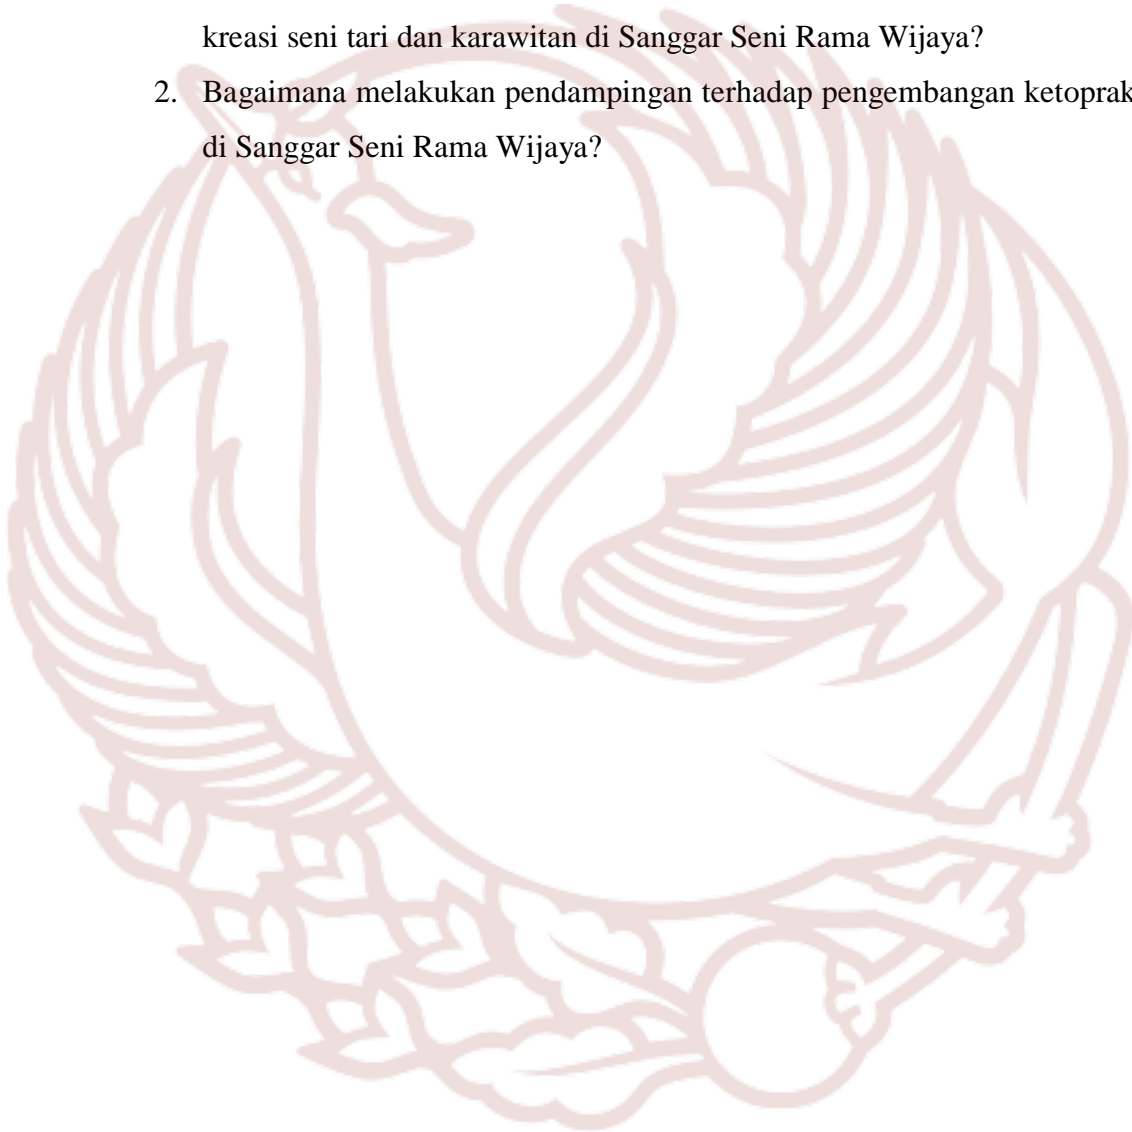 kreasi seni tari dan karawitan di Sanggar Seni Rama Wijaya?
2. Bagaimana melakukan pendampingan terhadap pengembangan ketoprak
di Sanggar Seni Rama Wijaya?